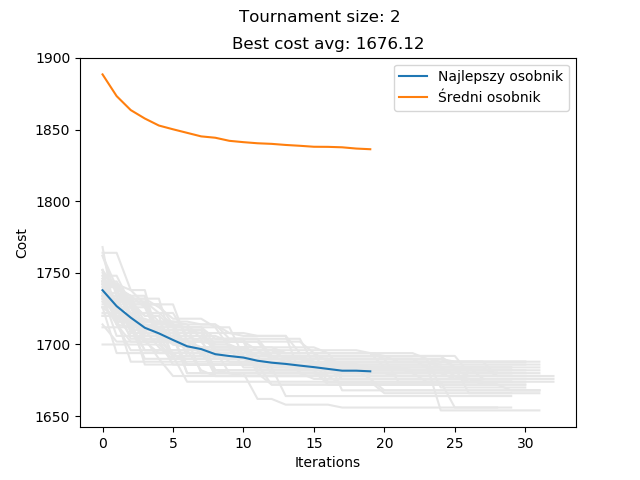 Tournament size: 2
Best cost avg: 1676.12
1900
1850
1800
1750
1700
1650
Cost
Najlepszy osobnik
Średni osobnik
0 5 10 15 20 25 30
Iterations